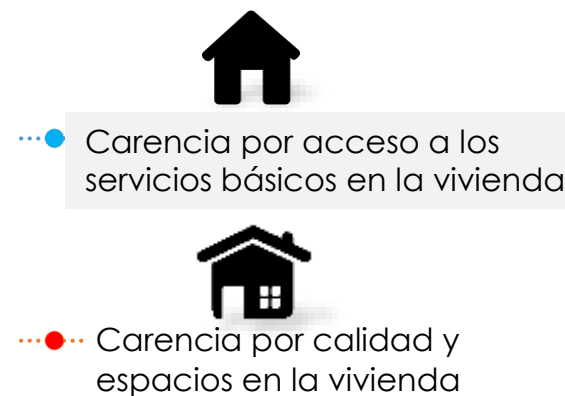 Carencia por acceso a los
servicios básicos en la vivienda
Carencia por calidad y
espacios en la vivienda